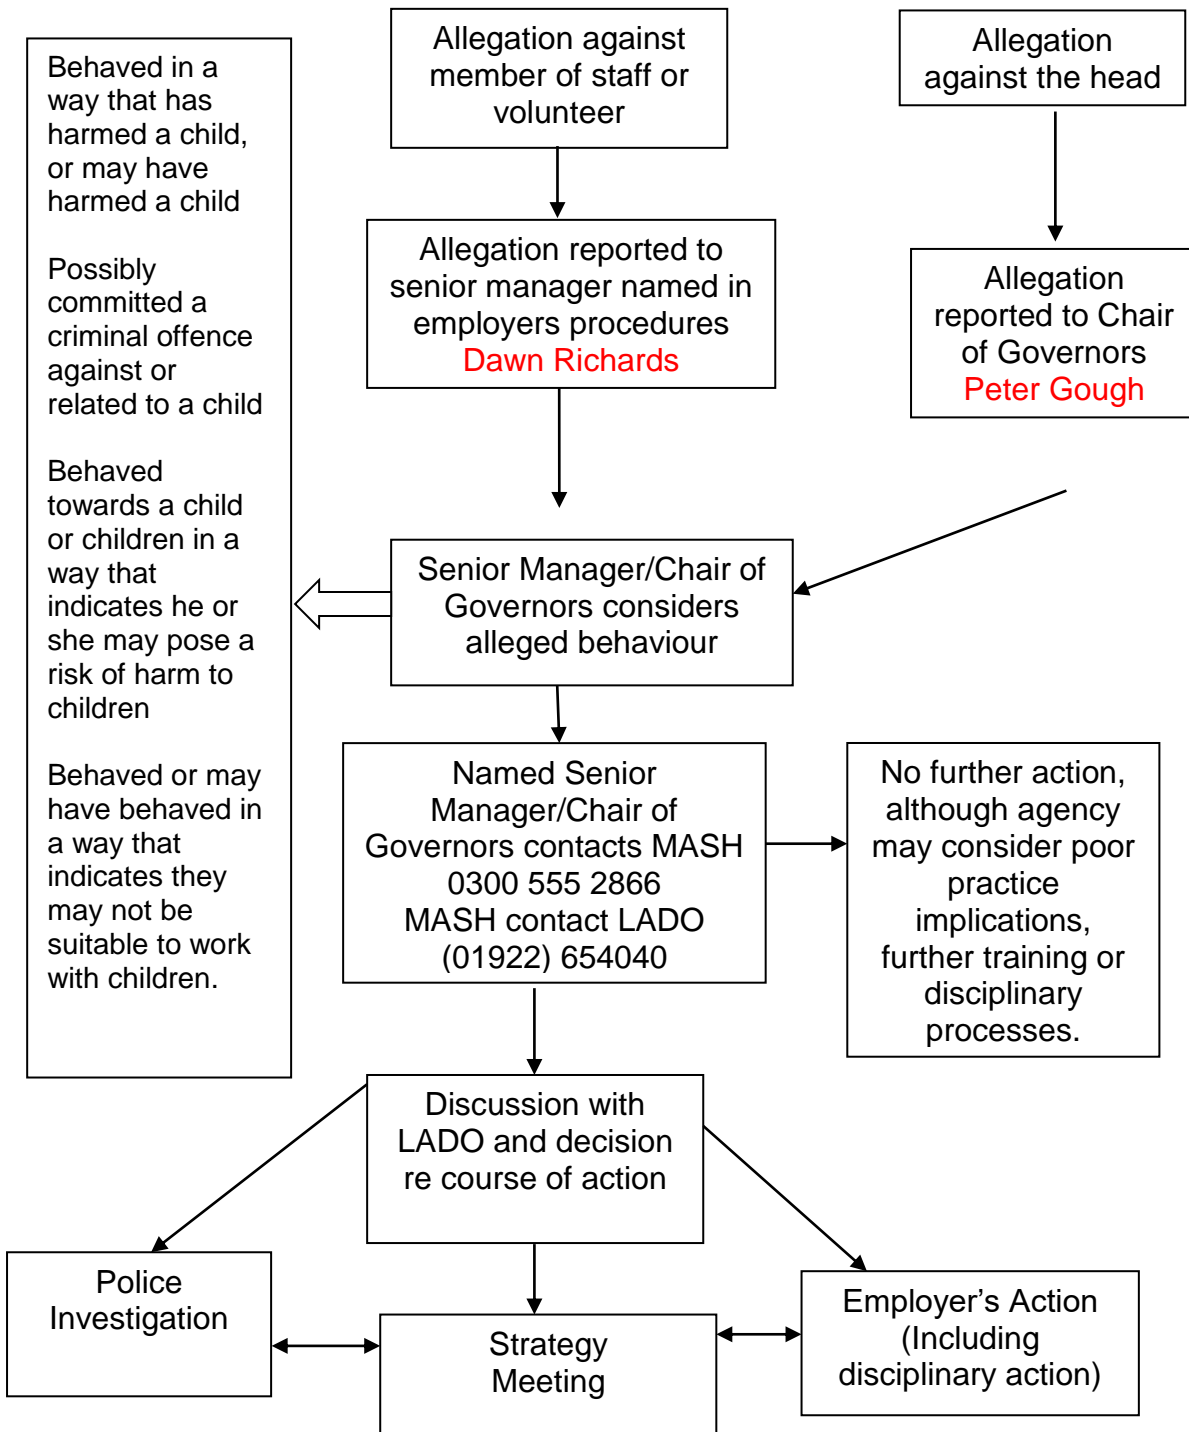 Allegation against
member of staff or
volunteer
Allegation
against the head
Behaved in a
way that has
harmed a child,
or may have
harmed a child
Possibly
committed a
criminal offence
against or
related to a child
Behaved
towards a child
or children in a
way that
indicates he or
she may pose a
risk of harm to
children
Behaved or may
have behaved in
a way that
indicates they
may not be
suitable to work
with children.
Allegation reported to
senior manager named in
employers procedures
Dawn Richards
Allegation
reported to Chair
of Governors
Peter Gough
Senior Manager/Chair of
Governors considers
alleged behaviour
Named Senior
Manager/Chair of
Governors contacts MASH
0300 555 2866
MASH contact LADO
(01922) 654040
No further action,
although agency
may consider poor
practice
implications,
further training or
disciplinary
processes.
Discussion with
LADO and decision
re course of action
Police
Investigation
Strategy
Meeting
Employer’s Action
(Including
disciplinary action)